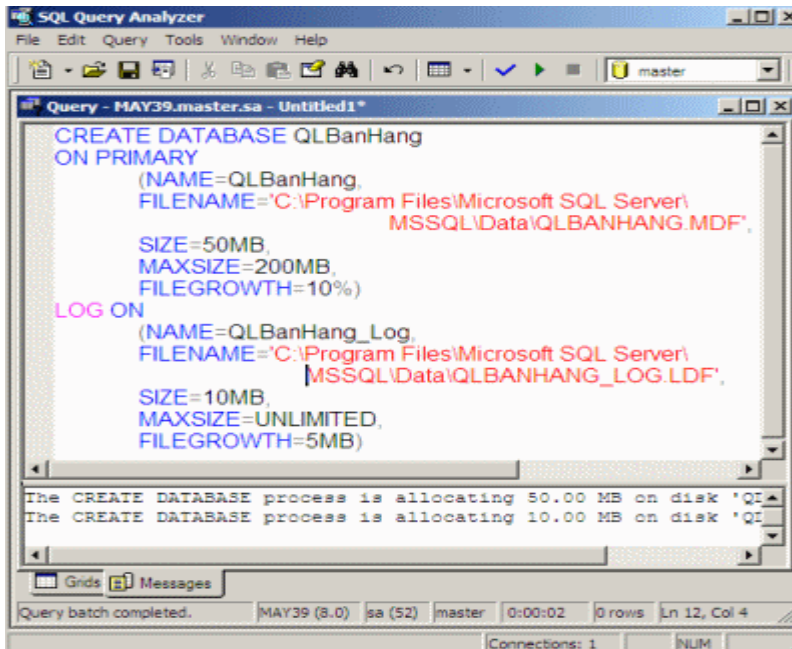 SQL Query Analyzer
File Edit Query Tools Window Help
master
Query - MAY39.master.sa - Untitled1*
CREATE DATABASE QLBanHang
ON PRIMARY
(NAME=QLBanHang,
FILENAME='C:\Program Files\Microsoft SQL Server\
MSSQL\Data\QLBANHANG.MDF',
SIZE=50MB,
MAXSIZE=200MB,
FILEGROWTH=10%)
LOG ON
(NAME=QLBanHang_Log,
FILENAME='C:\Program Files\Microsoft SQL Server\
MSSQL\Data\QLBANHANG_LOG.LDF',
SIZE=10MB,
MAXSIZE=UNLIMITED,
FILEGROWTH=5MB)
The CREATE DATABASE process is allocating 50.00 MB on disk
The CREATE DATABASE process is allocating 10.00 MB on disk
Grids Messages
Query batch completed. MAY39 (8.0) sa (52) master 0:00:02 0 rows Ln 12, Col 4
Connections: 1 NUM